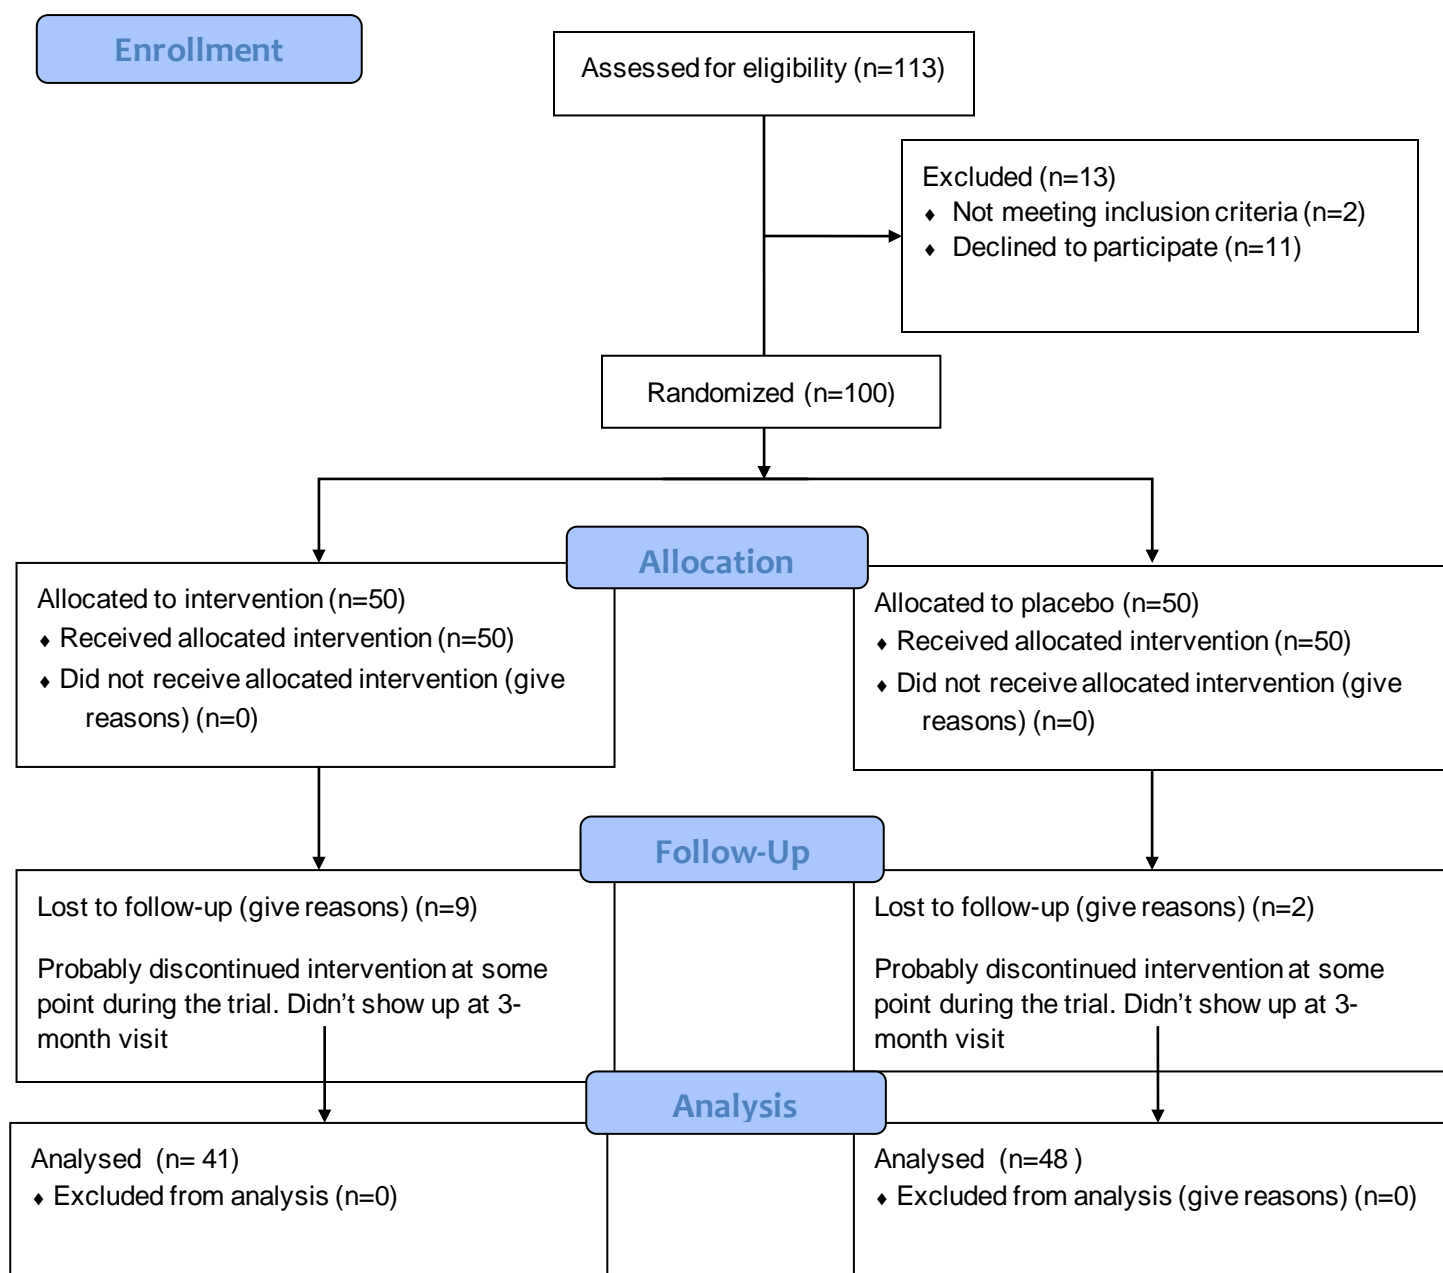 Enrollment
Assessed for eligibility (n=113)
Excluded (n=13)
♦ Not meeting inclusion criteria (n=2)
♦ Declined to participate (n=11)
Randomized (n=100)
Allocation
Allocated to intervention (n=50)
♦ Received allocated intervention (n=50)
♦ Did not receive allocated intervention (give
reasons) (n=0)
Allocated to placebo (n=50)
♦ Received allocated intervention (n=50)
♦ Did not receive allocated intervention (give
reasons) (n=0)
Follow-Up
Lost to follow-up (give reasons) (n=9)
Probably discontinued intervention at some
point during the trial. Didn’t show up at 3-
month visit
Lost to follow-up (give reasons) (n=2)
Probably discontinued intervention at some
point during the trial. Didn’t show up at 3-
month visit
Analysis
Analysed (n= 41)
♦ Excluded from analysis (n=0)
Analysed (n=48 )
♦ Excluded from analysis (give reasons) (n=0)